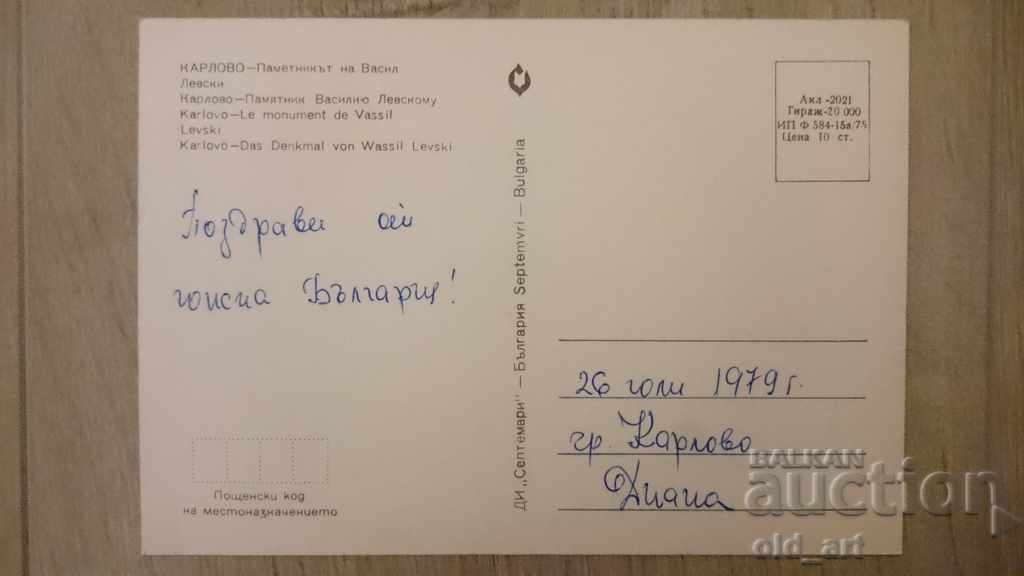 КАРЛОВО—Паметникът на Васил
Левски
Карлово—Памятник Василию Левскому
Karlovo—Le monument de Vassil
Levski
Karlovo—Das Denkmal von Wassil Levski
Поздрави от
южна България!
Пощенски код
на местоназначението
ДИ „Септември" — България Septemvri — Bulgaria
Акл -2021
Тираж-20 000
ИП Ф 584-15а/75
Цена 10 ст.
26 юли 1979 г.
гр. Карлово
Диана
BALKAN
auction
old_art